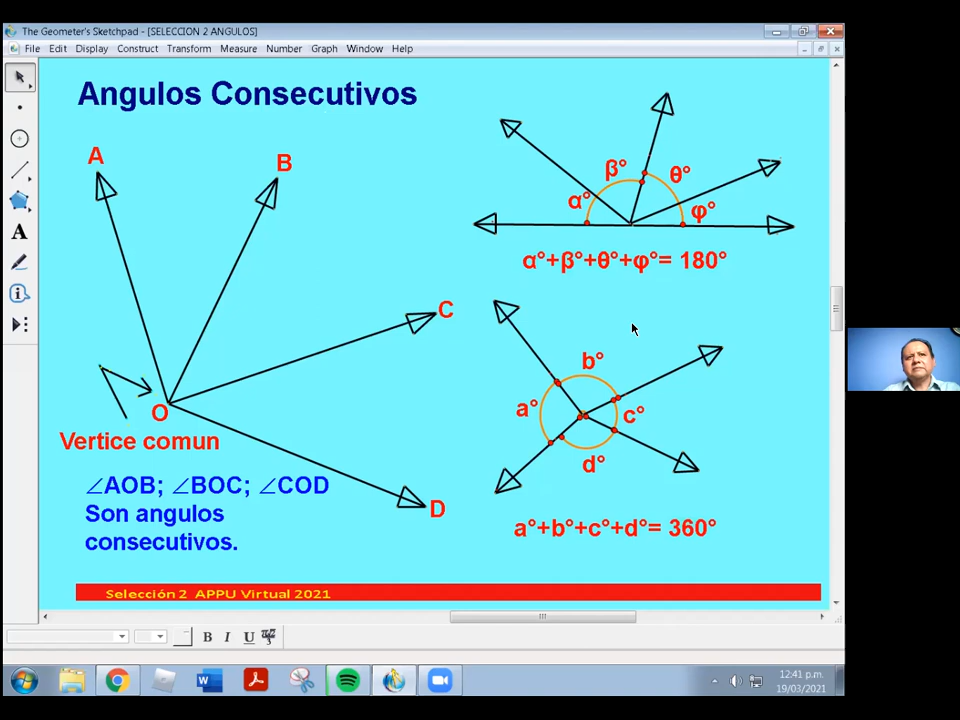 The Geometer's Sketchpad - [SELECCION 2 ANGULOS]
File Edit Display Construct Transform Measure Number Graph Window Help
Angulos Consecutivos
A
B
C
O
D
Vertice comun
∠AOB; ∠BOC; ∠COD
Son angulos
consecutivos.
β°
θ°
α°
φ°
α°+β°+θ°+φ°= 180°
b°
a°
c°
d°
a°+b°+c°+d°= 360°
Selección 2 APPU Virtual 2021
A
B I U
12:41 p.m.
19/03/2021